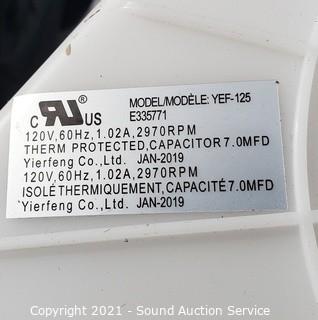 C RU US ®
MODEL/MODÈLE: YEF-125
E335771
120V,60Hz,1.02A,2970RPM
THERM PROTECTED,CAPACITOR 7.0MFD
Yierfeng Co.,Ltd. JAN-2019
120V,60Hz,1.02A,2970RPM
ISOLÉ THERMIQUEMENT,CAPACITÉ 7.0MFD
Yierfeng Co.,Ltd. JAN-2019
Copyright 2021 - Sound Auction Service